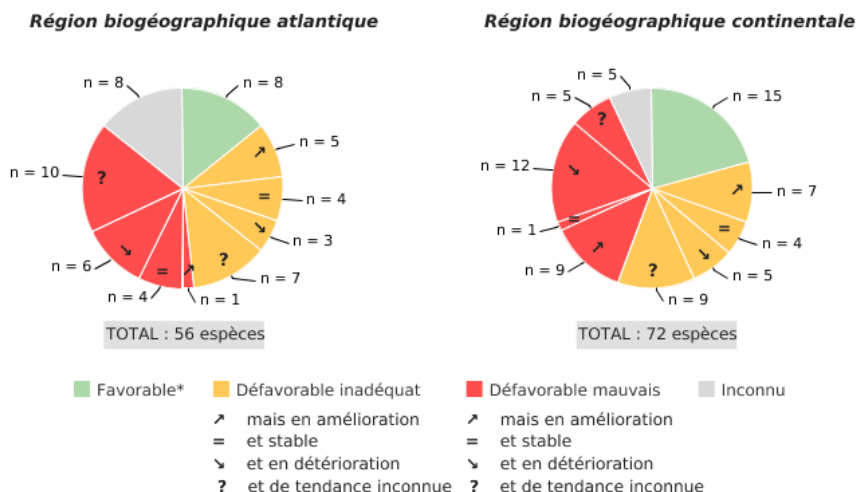 Région biogéographique atlantique
n = 8
n = 8
n = 5
n = 4
n = 3
n = 7
n = 1
n = 4
n = 6
n = 10
↗
=
↘
?
↗
=
↘
?
TOTAL : 56 espèces
Région biogéographique continentale
n = 5
n = 15
n = 7
n = 4
n = 5
n = 9
n = 9
n = 1
n = 12
n = 5
↗
=
↘
?
↗
=
↘
?
TOTAL : 72 espèces
Favorable*
Défavorable inadéquat
↗ mais en amélioration
= et stable
↘ et en détérioration
? et de tendance inconnue
Défavorable mauvais
↗ mais en amélioration
= et stable
↘ et en détérioration
? et de tendance inconnue
Inconnu